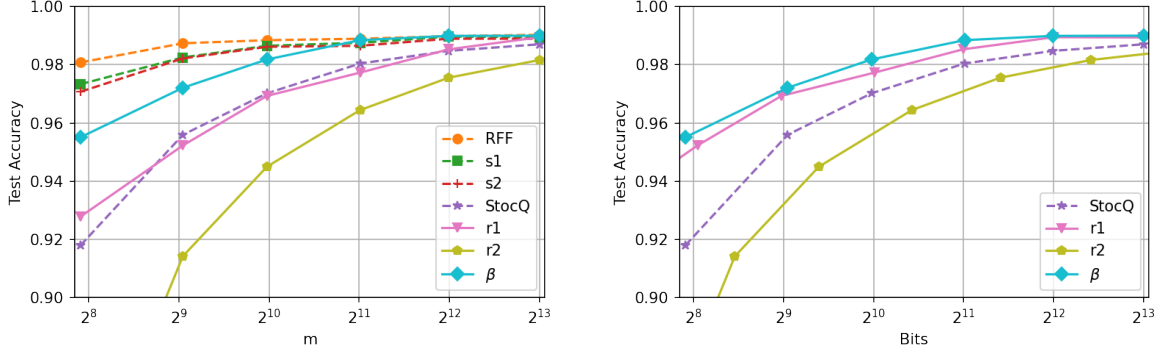 1.00
0.98
0.96
0.94
0.92
0.90
Test Accuracy
2^8
2^9
2^10
2^11
2^12
2^13
m
RFF
s1
s2
StocQ
r1
r2
β
1.00
0.98
0.96
0.94
0.92
0.90
Test Accuracy
2^8
2^9
2^10
2^11
2^12
2^13
Bits
StocQ
r1
r2
β